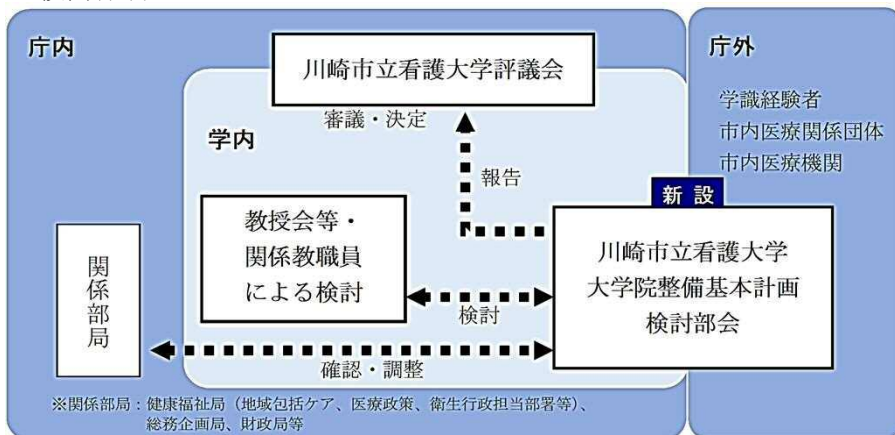 庁内
庁外
川崎市立看護大学評議会
審議・決定
学内
学識経験者
市内医療関係団体
市内医療機関
報告
新設
教授会等・
関係教職員
による検討
川崎市立看護大学
大学院整備基本計画
検討部会
関係部局
検討
確認・調整
※関係部局：健康福祉局（地域包括ケア、医療政策、衛生行政担当部署等）、
総務企画局、財政局等